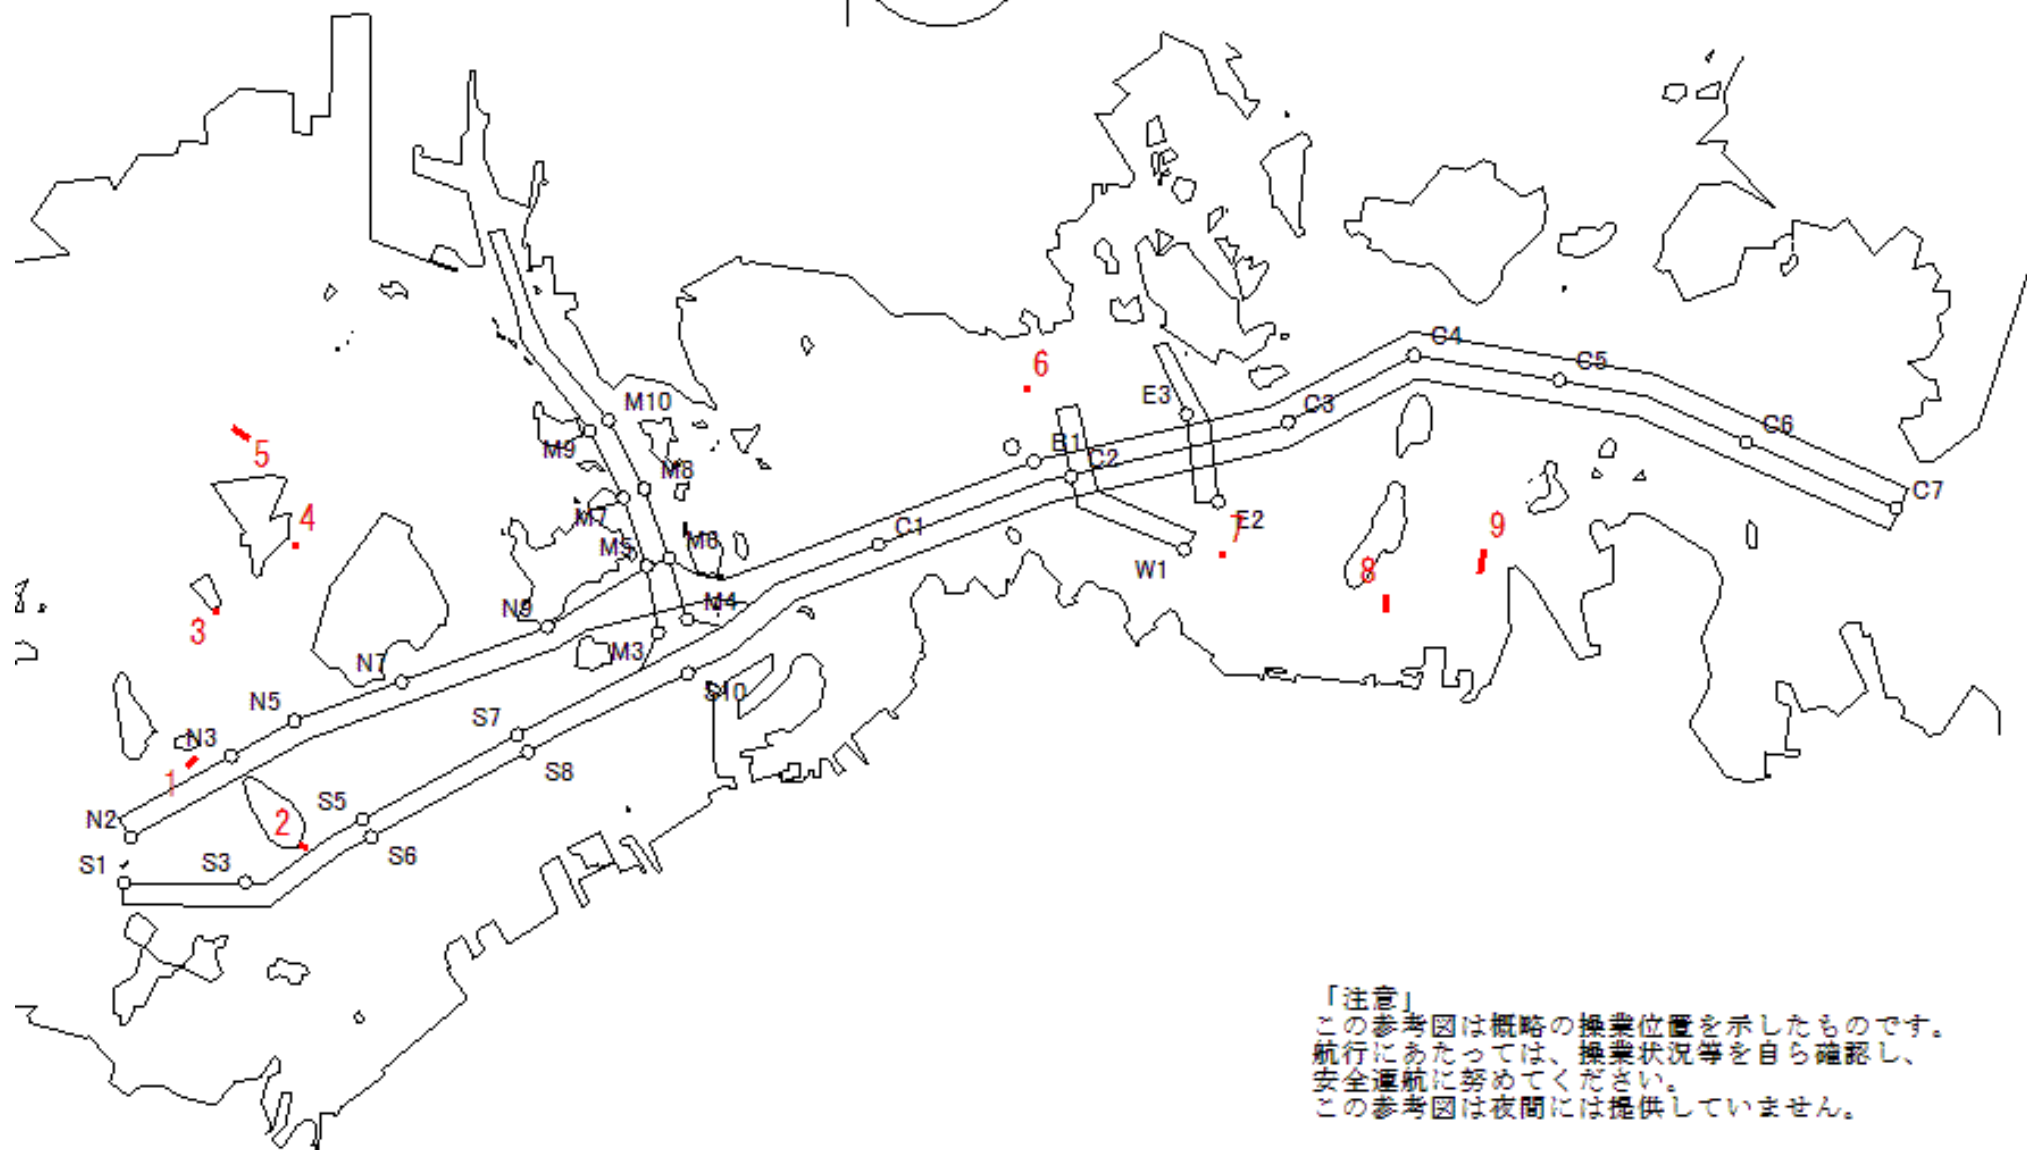 6
C4
C5
E3
M10
C3
5
M9
B1
C6
M8
C2
C7
4
M7
E2
7
9
M5
M6
C1
W1
8
3
N9
M4
N7
M3
N5
S10
S7
N3
1
S8
N2
S5
2
S6
S1
S3
「注意」
この参考図は概略の操業位置を示したものです。
航行にあたっては、操業状況等を自ら確認し、
安全運航に努めてください。
この参考図は夜間には提供していません。